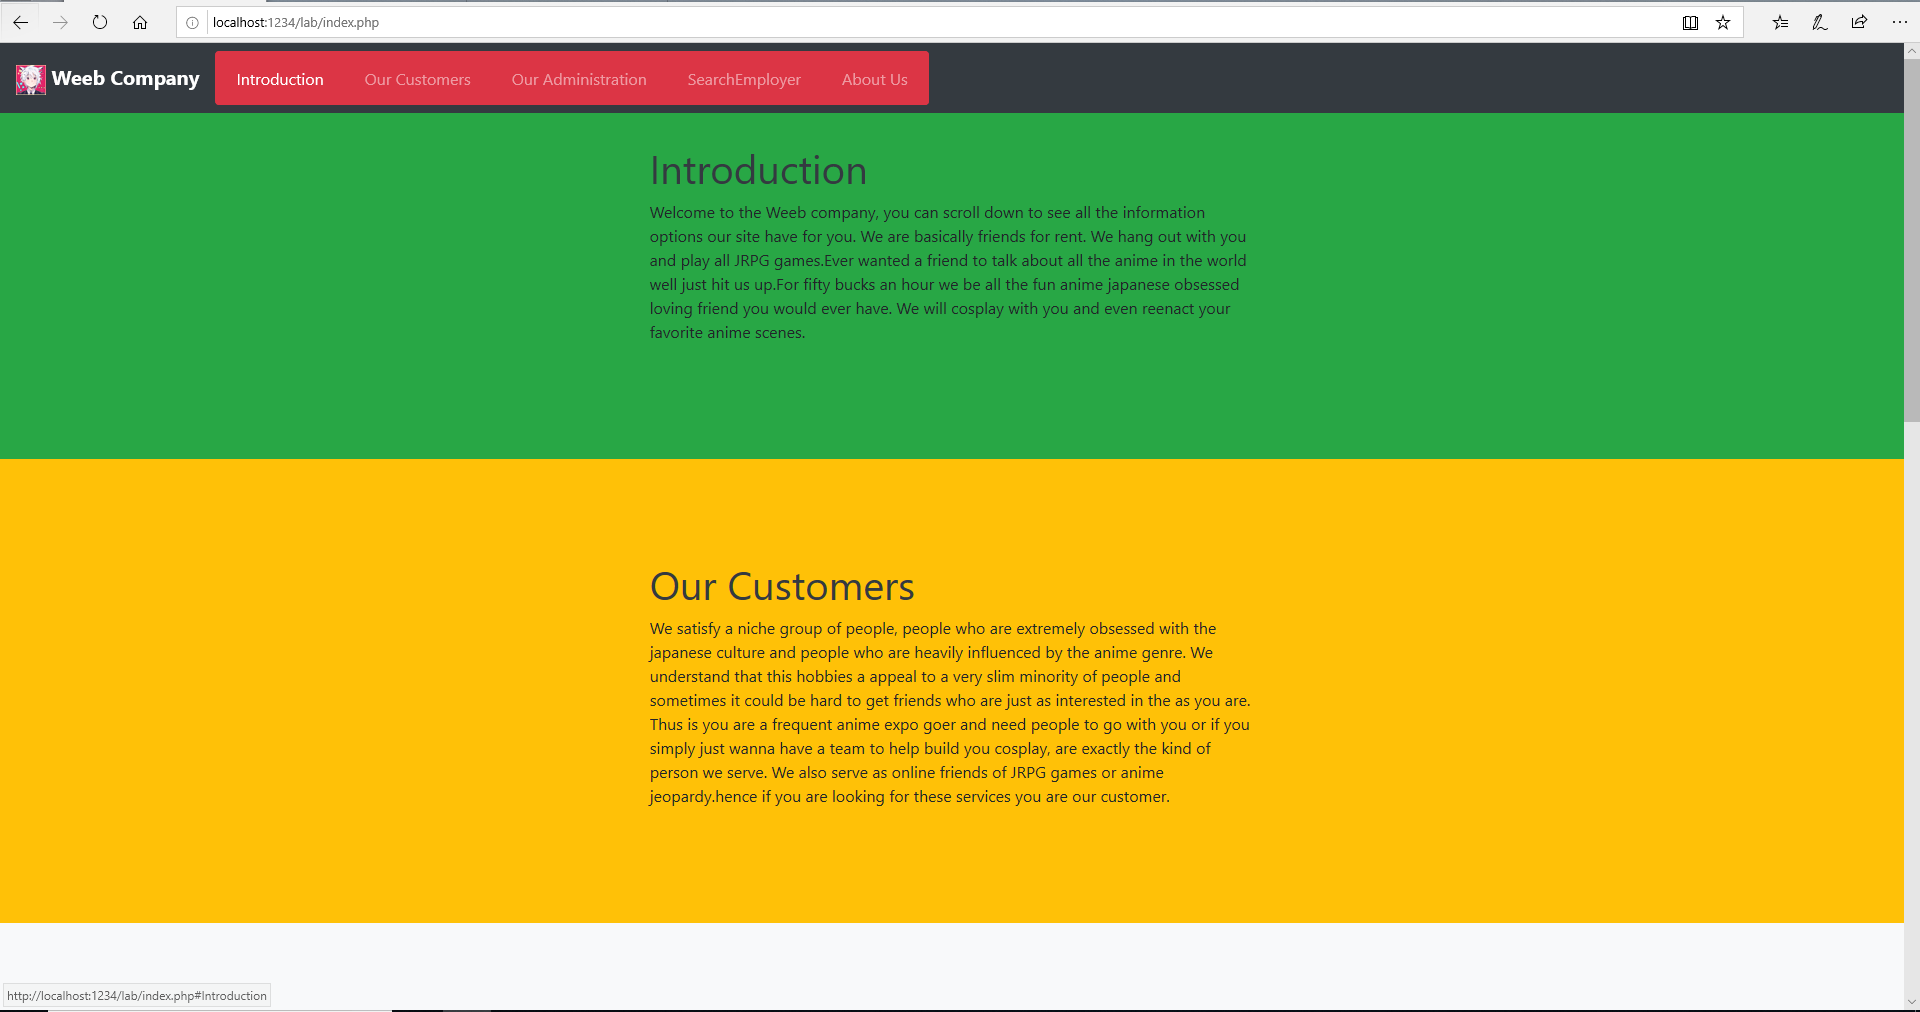 localhost:1234/lab/index.php
Weeb Company
Introduction Our Customers Our Administration SearchEmployer About Us
Introduction
Welcome to the Weeb company, you can scroll down to see all the information
options our site have for you. We are basically friends for rent. We hang out with you
and play all JRPG games.Ever wanted a friend to talk about all the anime in the world
well just hit us up.For fifty bucks an hour we be all the fun anime japanese obsessed
loving friend you would ever have. We will cosplay with you and even reenact your
favorite anime scenes.
Our Customers
We satisfy a niche group of people, people who are extremely obsessed with the
japanese culture and people who are heavily influenced by the anime genre. We
understand that this hobbies a appeal to a very slim minority of people and
sometimes it could be hard to get friends who are just as interested in the as you are.
Thus is you are a frequent anime expo goer and need people to go with you or if you
simply just wanna have a team to help build you cosplay, are exactly the kind of
person we serve. We also serve as online friends of JRPG games or anime
jeopardy.hence if you are looking for these services you are our customer.
http://localhost:1234/lab/index.php#Introduction